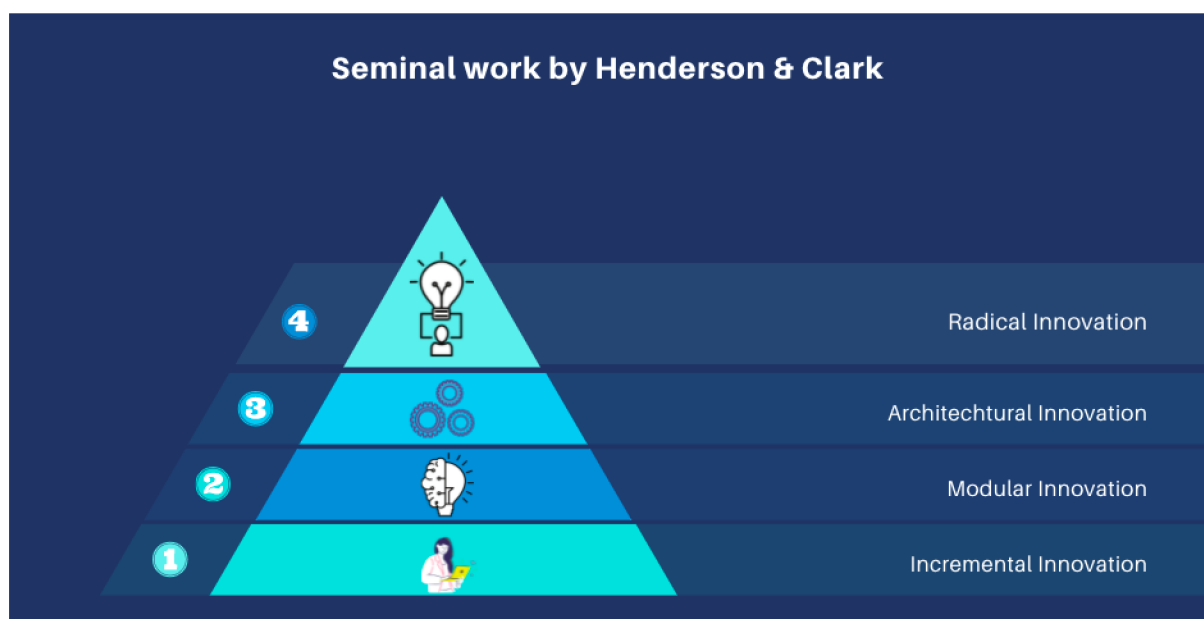 Seminal work by Henderson & Clark
4 Radical Innovation
3 Architechtural Innovation
2 Modular Innovation
1 Incremental Innovation